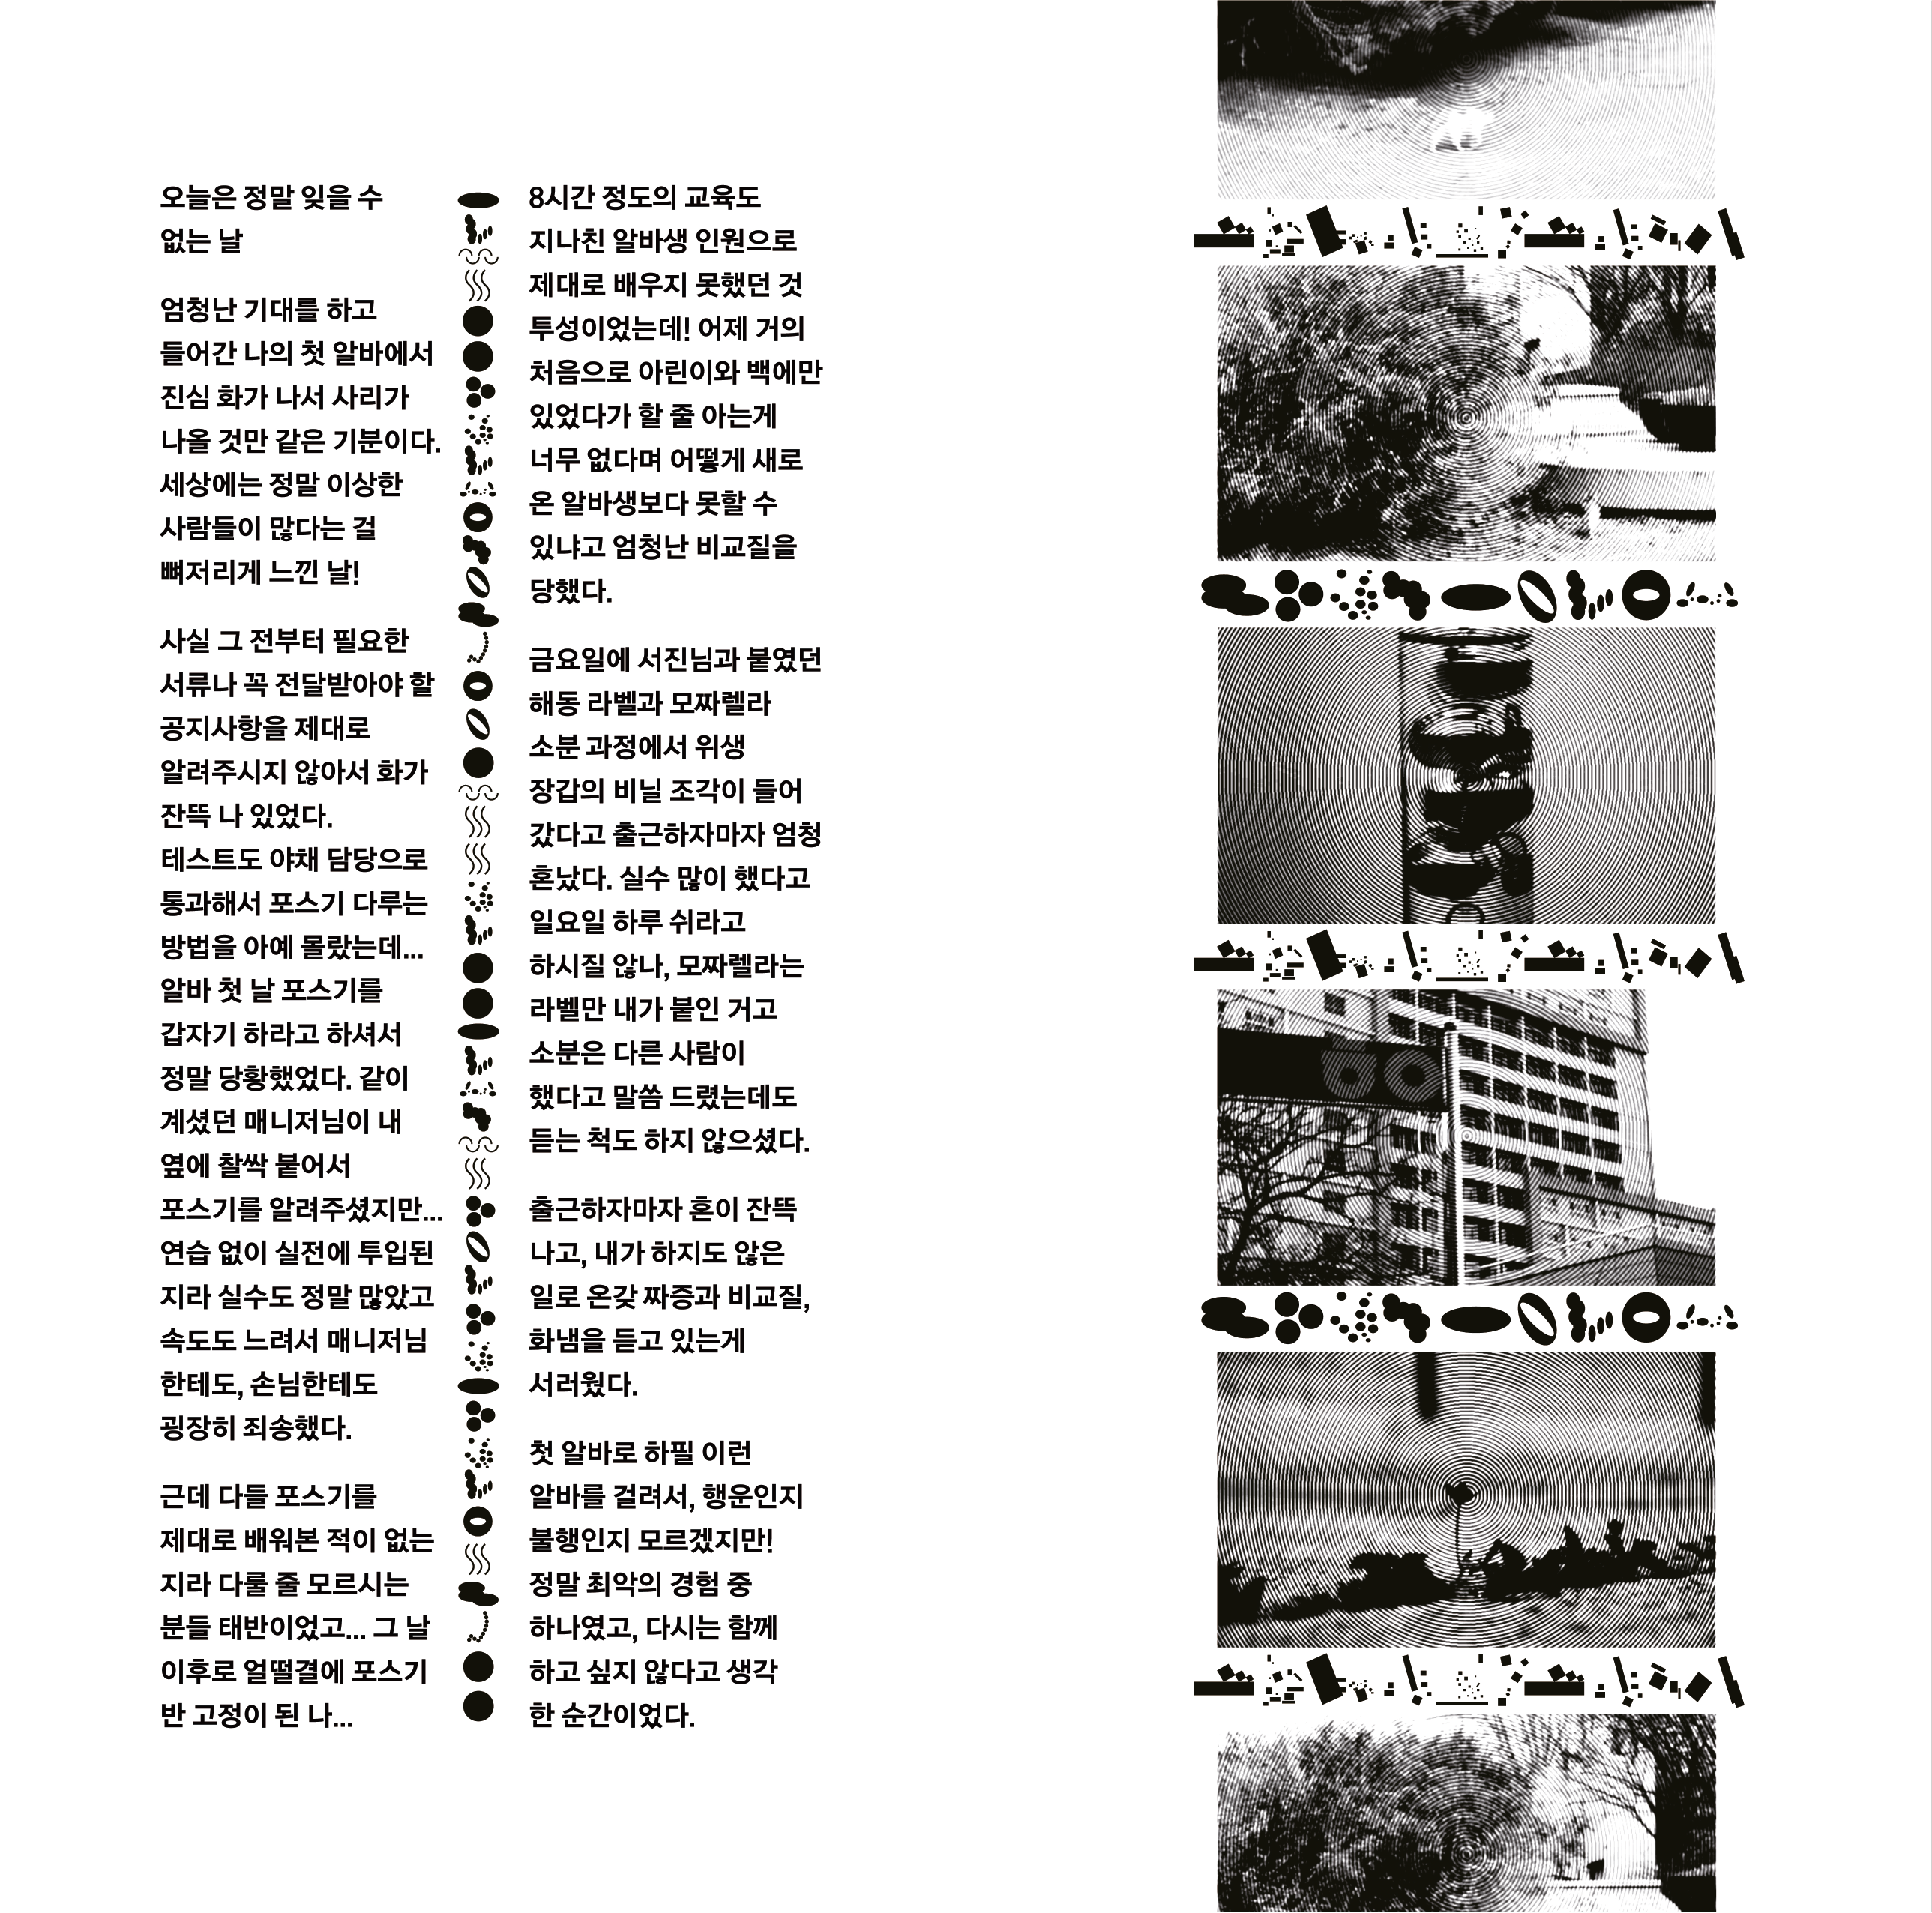 오늘은 정말 잊을 수
없는 날
엄청난 기대를 하고
들어간 나의 첫 알바에서
진심 화가 나서 사리가
나올 것만 같은 기분이다.
세상에는 정말 이상한
사람들이 많다는 걸
뼈저리게 느낀 날!
사실 그 전부터 필요한
서류나 꼭 전달받아야 할
공지사항을 제대로
알려주시지 않아서 화가
잔뜩 나 있었다.
테스트도 야채 담당으로
통과해서 포스기 다루는
방법을 아예 몰랐는데...
알바 첫 날 포스기를
갑자기 하라고 하셔서
정말 당황했었다. 같이
계셨던 매니저님이 내
옆에 찰싹 붙어서
포스기를 알려주셨지만...
연습 없이 실전에 투입된
지라 실수도 정말 많았고
속도도 느려서 매니저님
한테도, 손님한테도
굉장히 죄송했다.
근데 다들 포스기를
제대로 배워본 적이 없는
지라 다룰 줄 모르시는
분들 태반이었고... 그 날
이후로 얼떨결에 포스기
반 고정이 된 나...
8시간 정도의 교육도
지나친 알바생 인원으로
제대로 배우지 못했던 것
투성이었는데! 어제 거의
처음으로 아린이와 백에만
있었다가 할 줄 아는게
너무 없다며 어떻게 새로
온 알바생보다 못할 수
있냐고 엄청난 비교질을
당했다.
금요일에 서진님과 붙였던
해동 라벨과 모짜렐라
소분 과정에서 위생
장갑의 비닐 조각이 들어
갔다고 출근하자마자 엄청
혼났다. 실수 많이 했다고
일요일 하루 쉬라고
하시질 않나, 모짜렐라는
라벨만 내가 붙인 거고
소분은 다른 사람이
했다고 말씀 드렸는데도
듣는 척도 하지 않으셨다.
출근하자마자 혼이 잔뜩
나고, 내가 하지도 않은
일로 온갖 짜증과 비교질,
화냄을 듣고 있는게
서러웠다.
첫 알바로 하필 이런
알바를 걸려서, 행운인지
불행인지 모르겠지만!
정말 최악의 경험 중
하나였고, 다시는 함께
하고 싶지 않다고 생각
한 순간이었다.